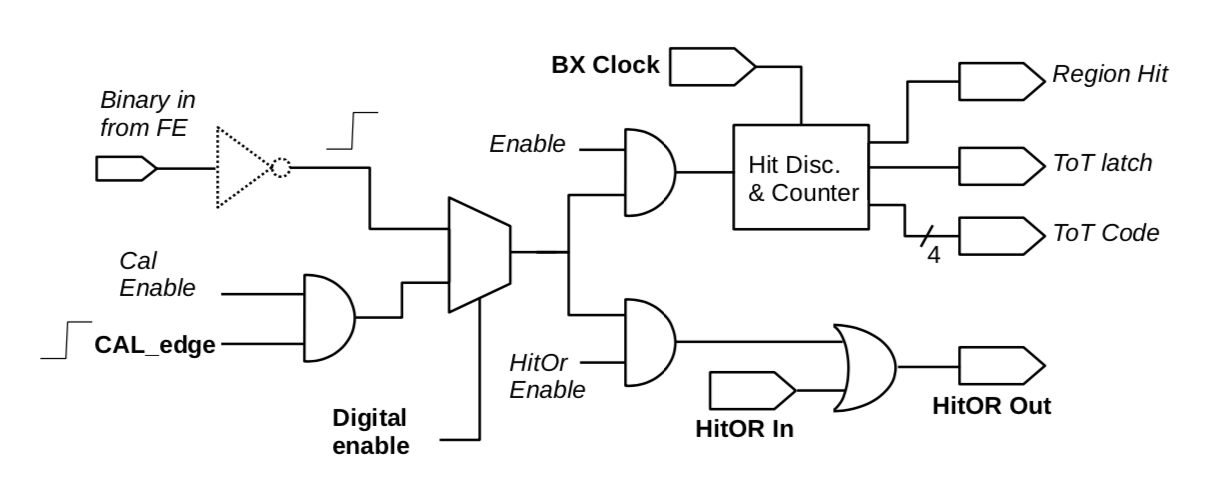 BX Clock
Region Hit
Binary in
from FE
Enable
Hit Disc.
& Counter
ToT latch
ToT Code
4
Cal
Enable
CAL_edge
HitOr
Enable
Digital
enable
HitOR In
HitOR Out